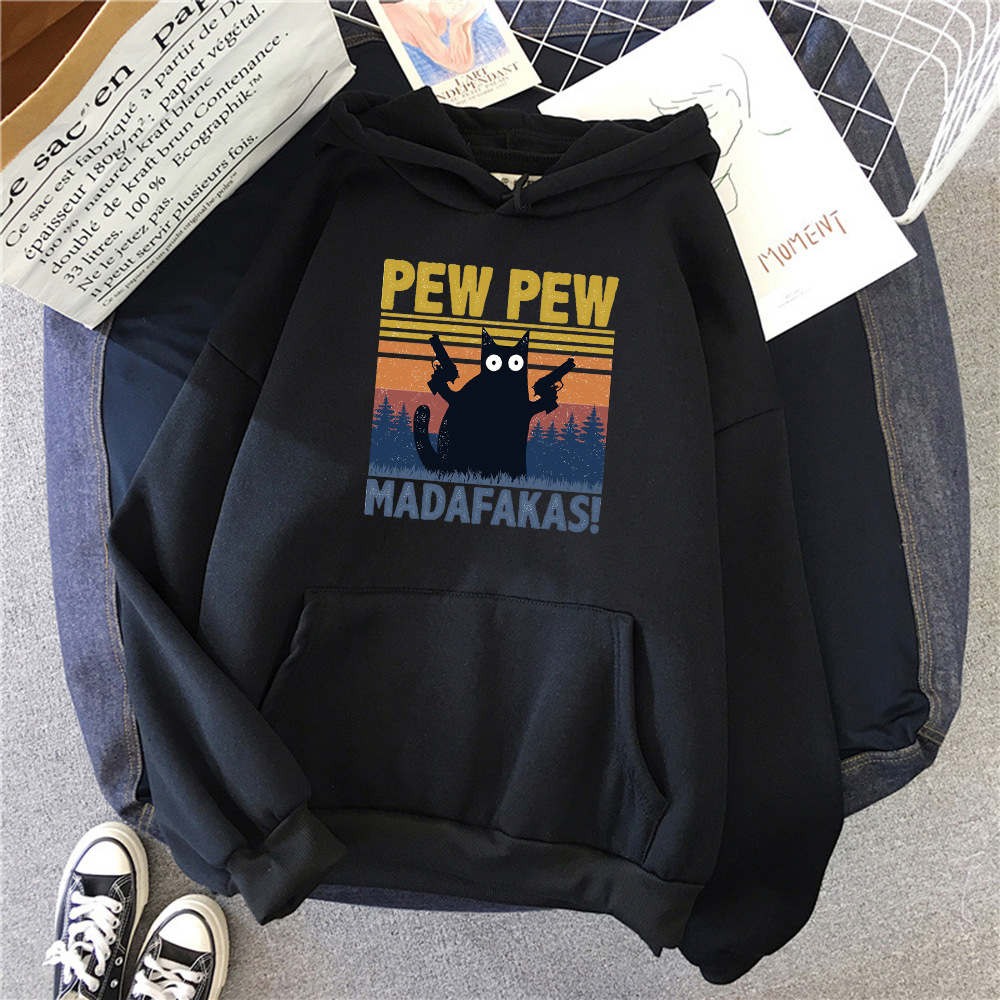 Le sac en pap
#1
Ce sac est fabriqué à partir de
épaisseur 180g/m²; papier végétal.
100 % naturel. kraft blanc
doublé de kraft brun Contenance.
33 litres. 100 % Ecographik™
Ne le jetez pas.
Il peut servir plusieurs fois.
L'ART
INDÉPENDANT
MOMENT
PEW PEW
MADAFAKAS!